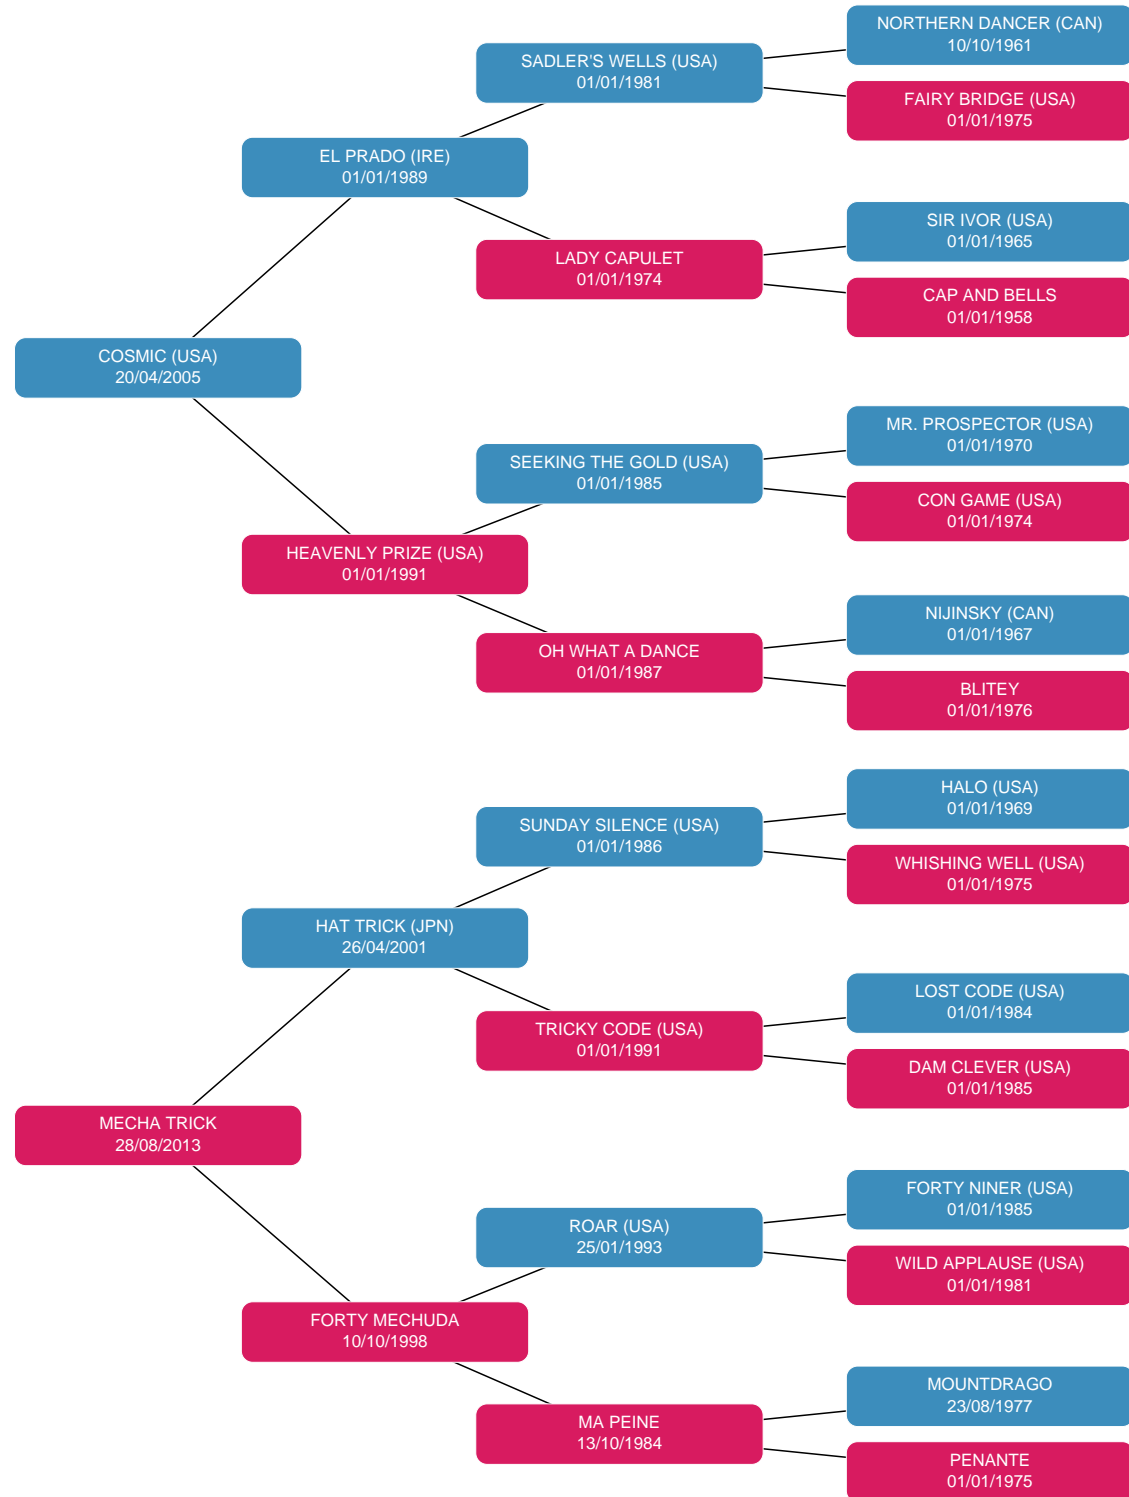 NORTHERN DANCER (CAN)
10/10/1961
SADLER'S WELLS (USA)
01/01/1981
FAIRY BRIDGE (USA)
01/01/1975
EL PRADO (IRE)
01/01/1989
SIR IVOR (USA)
01/01/1965
LADY CAPULET
01/01/1974
CAP AND BELLS
01/01/1958
COSMIC (USA)
20/04/2005
MR. PROSPECTOR (USA)
01/01/1970
SEEKING THE GOLD (USA)
01/01/1985
CON GAME (USA)
01/01/1974
HEAVENLY PRIZE (USA)
01/01/1991
NIJINSKY (CAN)
01/01/1967
OH WHAT A DANCE
01/01/1987
BLITEY
01/01/1976
HALO (USA)
01/01/1969
SUNDAY SILENCE (USA)
01/01/1986
WHISHING WELL (USA)
01/01/1975
HAT TRICK (JPN)
26/04/2001
LOST CODE (USA)
01/01/1984
TRICKY CODE (USA)
01/01/1991
DAM CLEVER (USA)
01/01/1985
MECHA TRICK
28/08/2013
FORTY NINER (USA)
01/01/1985
ROAR (USA)
25/01/1993
WILD APPLAUSE (USA)
01/01/1981
FORTY MECHUDA
10/10/1998
MOUNTDRAGO
23/08/1977
MA PEINE
13/10/1984
PENANTE
01/01/1975